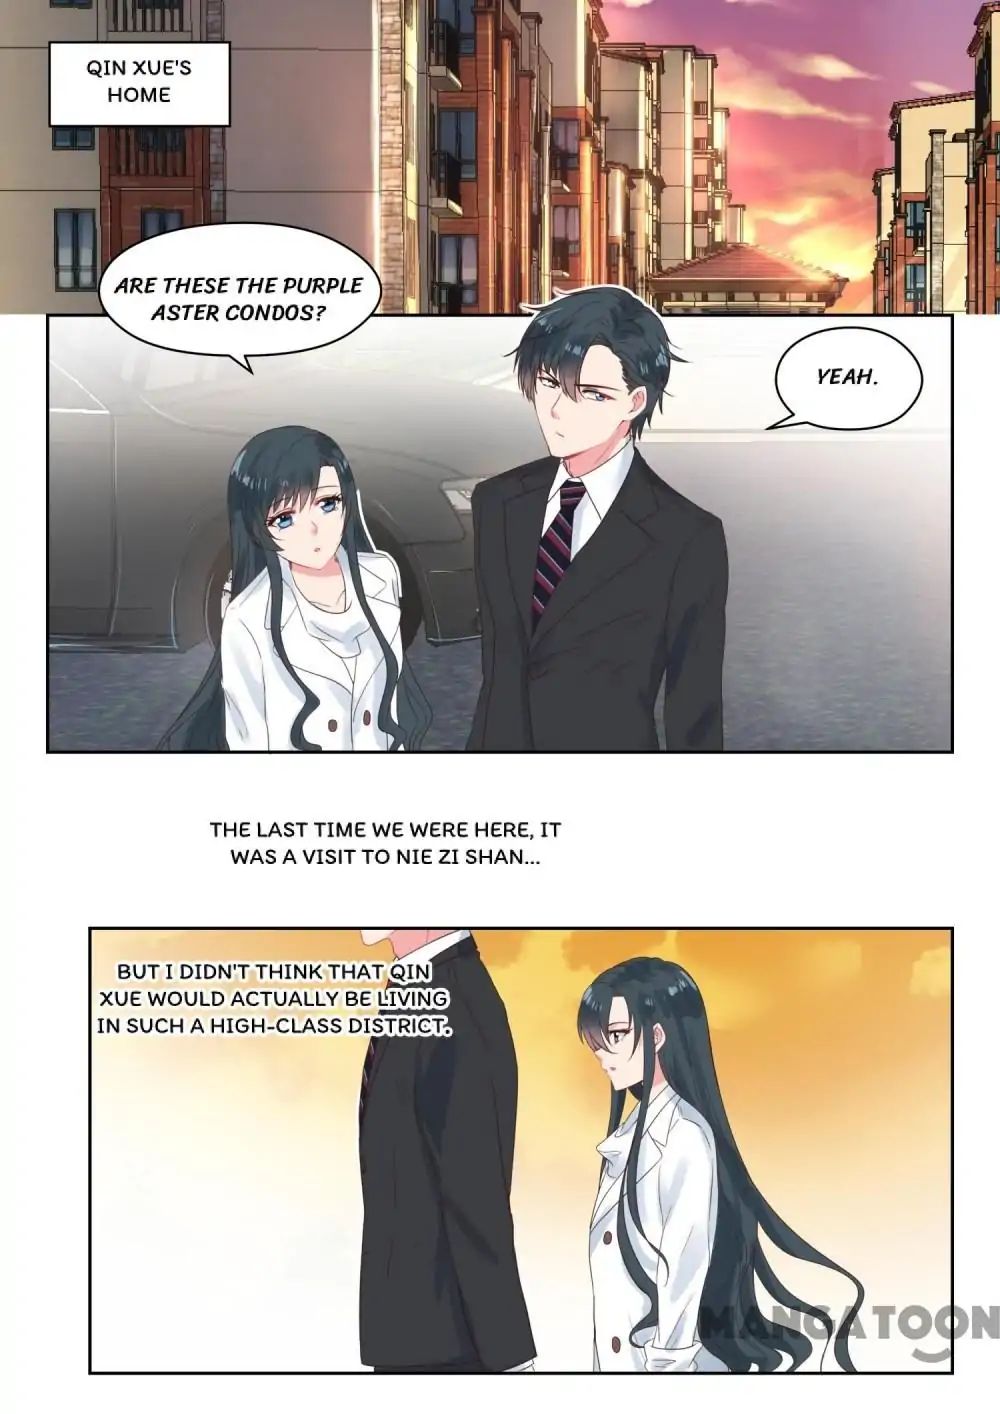 QIN XUE'S
HOME
ARE THESE THE PURPLE
ASTER CONDOS?
YEAH.
THE LAST TIME WE WERE HERE, IT
WAS A VISIT TO NIE ZI SHAN...
BUT I DIDN'T THINK THAT QIN
XUE WOULD ACTUALLY BE LIVING
IN SUCH A HIGH-CLASS DISTRICT.
MANGATOON